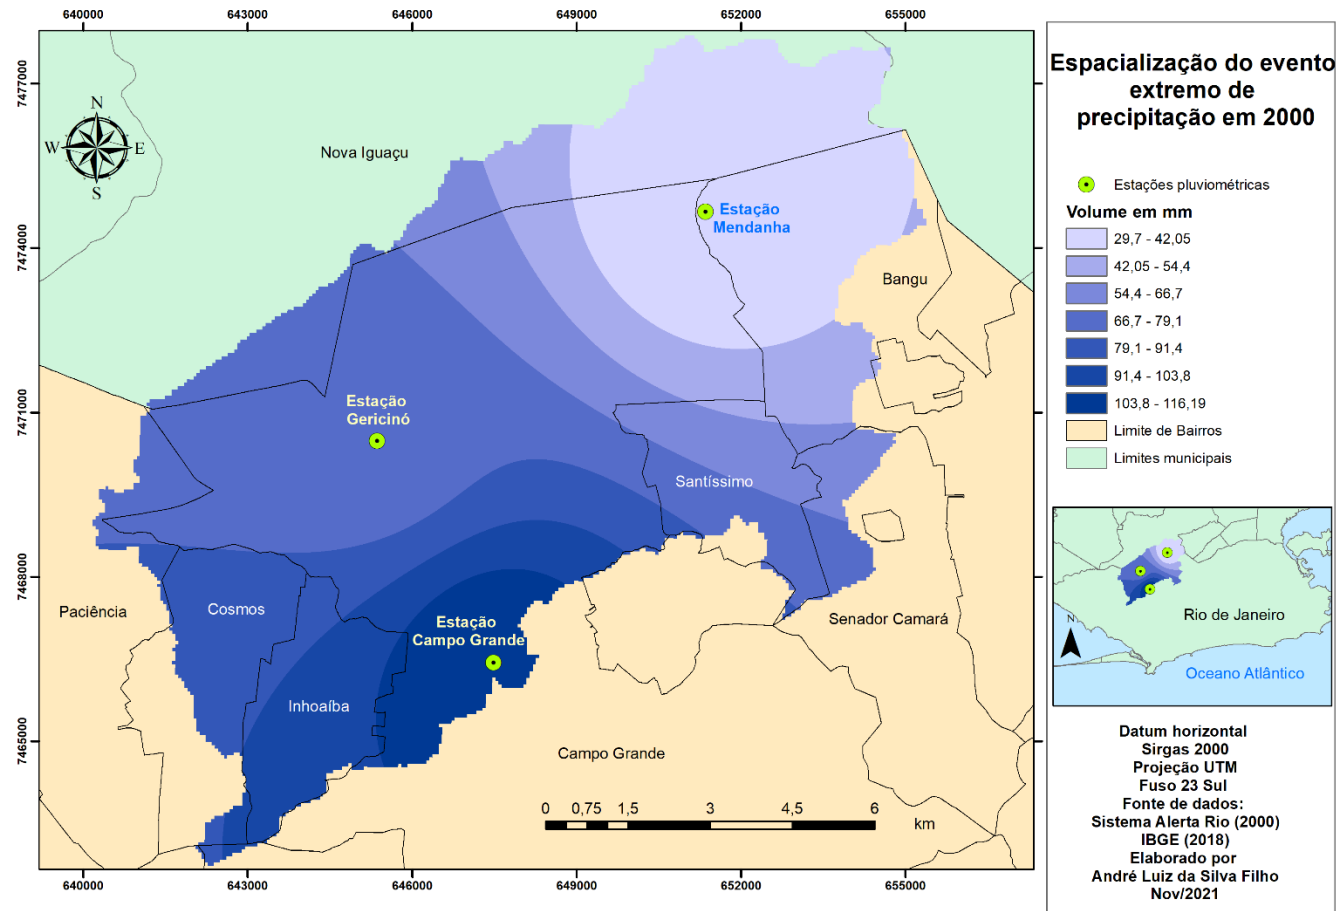 640000
643000
646000
649000
652000
655000
7477000
7474000
7471000
7468000
7465000
N
W
E
S
Nova Iguaçu
Estação
Mendanha
Bangu
Estação
Gericinó
Santíssimo
Paciência
Cosmos
Estação
Campo Grande
Senador Camará
Inhoaíba
Campo Grande
0 0,75 1,5 3 4,5 6
km
640000
643000
646000
649000
652000
655000
Espacialização do evento
extremo de
precipitação em 2000
Estações pluviométricas
Volume em mm
29,7 - 42,05
42,05 - 54,4
54,4 - 66,7
66,7 - 79,1
79,1 - 91,4
91,4 - 103,8
103,8 - 116,19
Limite de Bairros
Limites municipais
N
Rio de Janeiro
Oceano Atlântico
Datum horizontal
Sirgas 2000
Projeção UTM
Fuso 23 Sul
Fonte de dados:
Sistema Alerta Rio (2000)
IBGE (2018)
Elaborado por
André Luiz da Silva Filho
Nov/2021